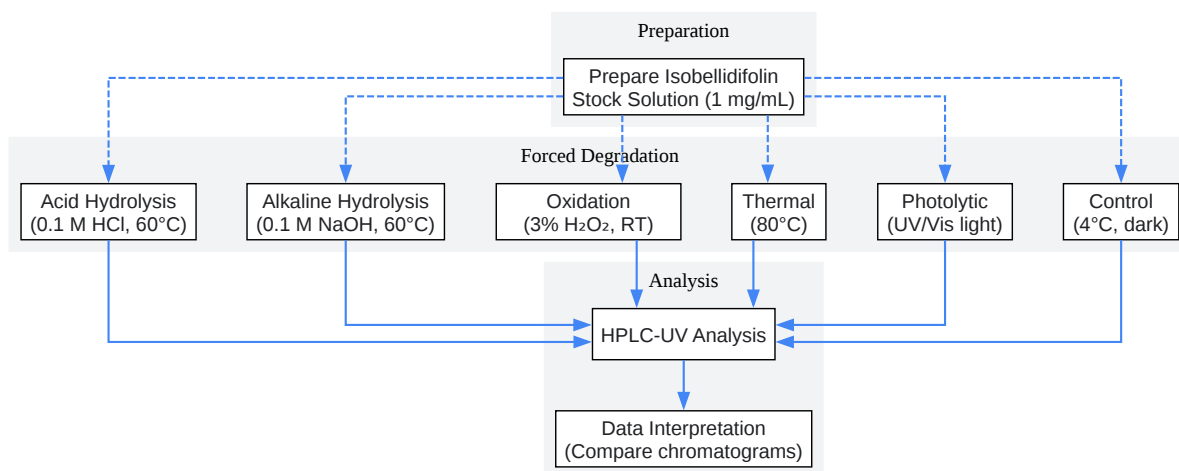 Preparation
Prepare Isobellidifolin
Stock Solution (1 mg/mL)
Forced Degradation
Acid Hydrolysis
(0.1 M HCl, 60°C)
Alkaline Hydrolysis
(0.1 M NaOH, 60°C)
Oxidation
(3% H₂O₂, RT)
Thermal
(80°C)
Photolytic
(UV/Vis light)
Control
(4°C, dark)
Analysis
HPLC-UV Analysis
Data Interpretation
(Compare chromatograms)